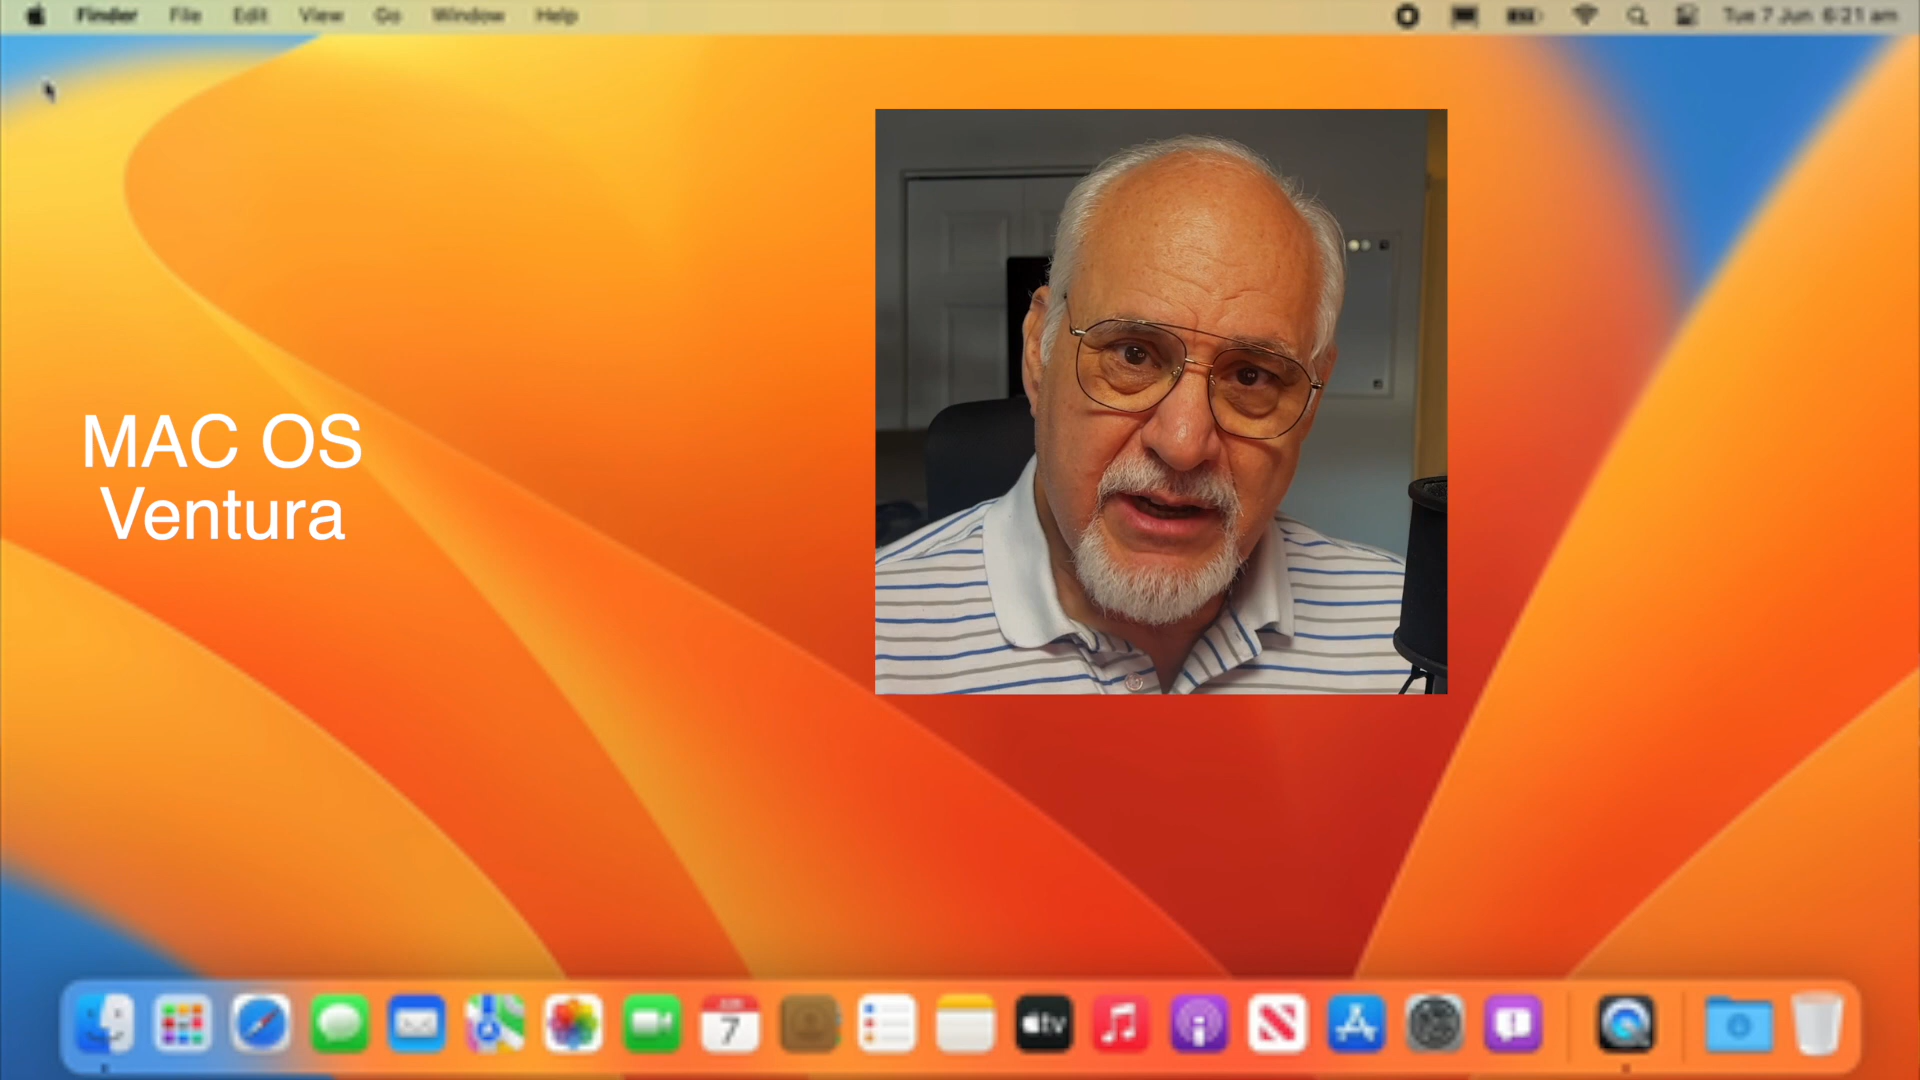 Finder File Edit View Go Window Help Tue 7 Jun 6:21 am
MAC OS
Ventura
7
tv